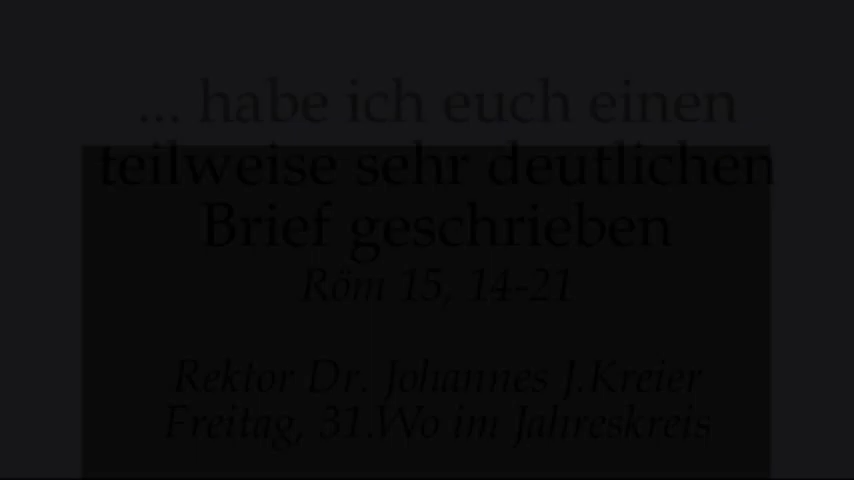 ... habe ich euch einen
teilweise sehr deutlichen
Brief geschrieben
Röm 15, 14-21
Rektor Dr. Johannes J.Kreier
Freitag, 31.Wo im Jahreskreis